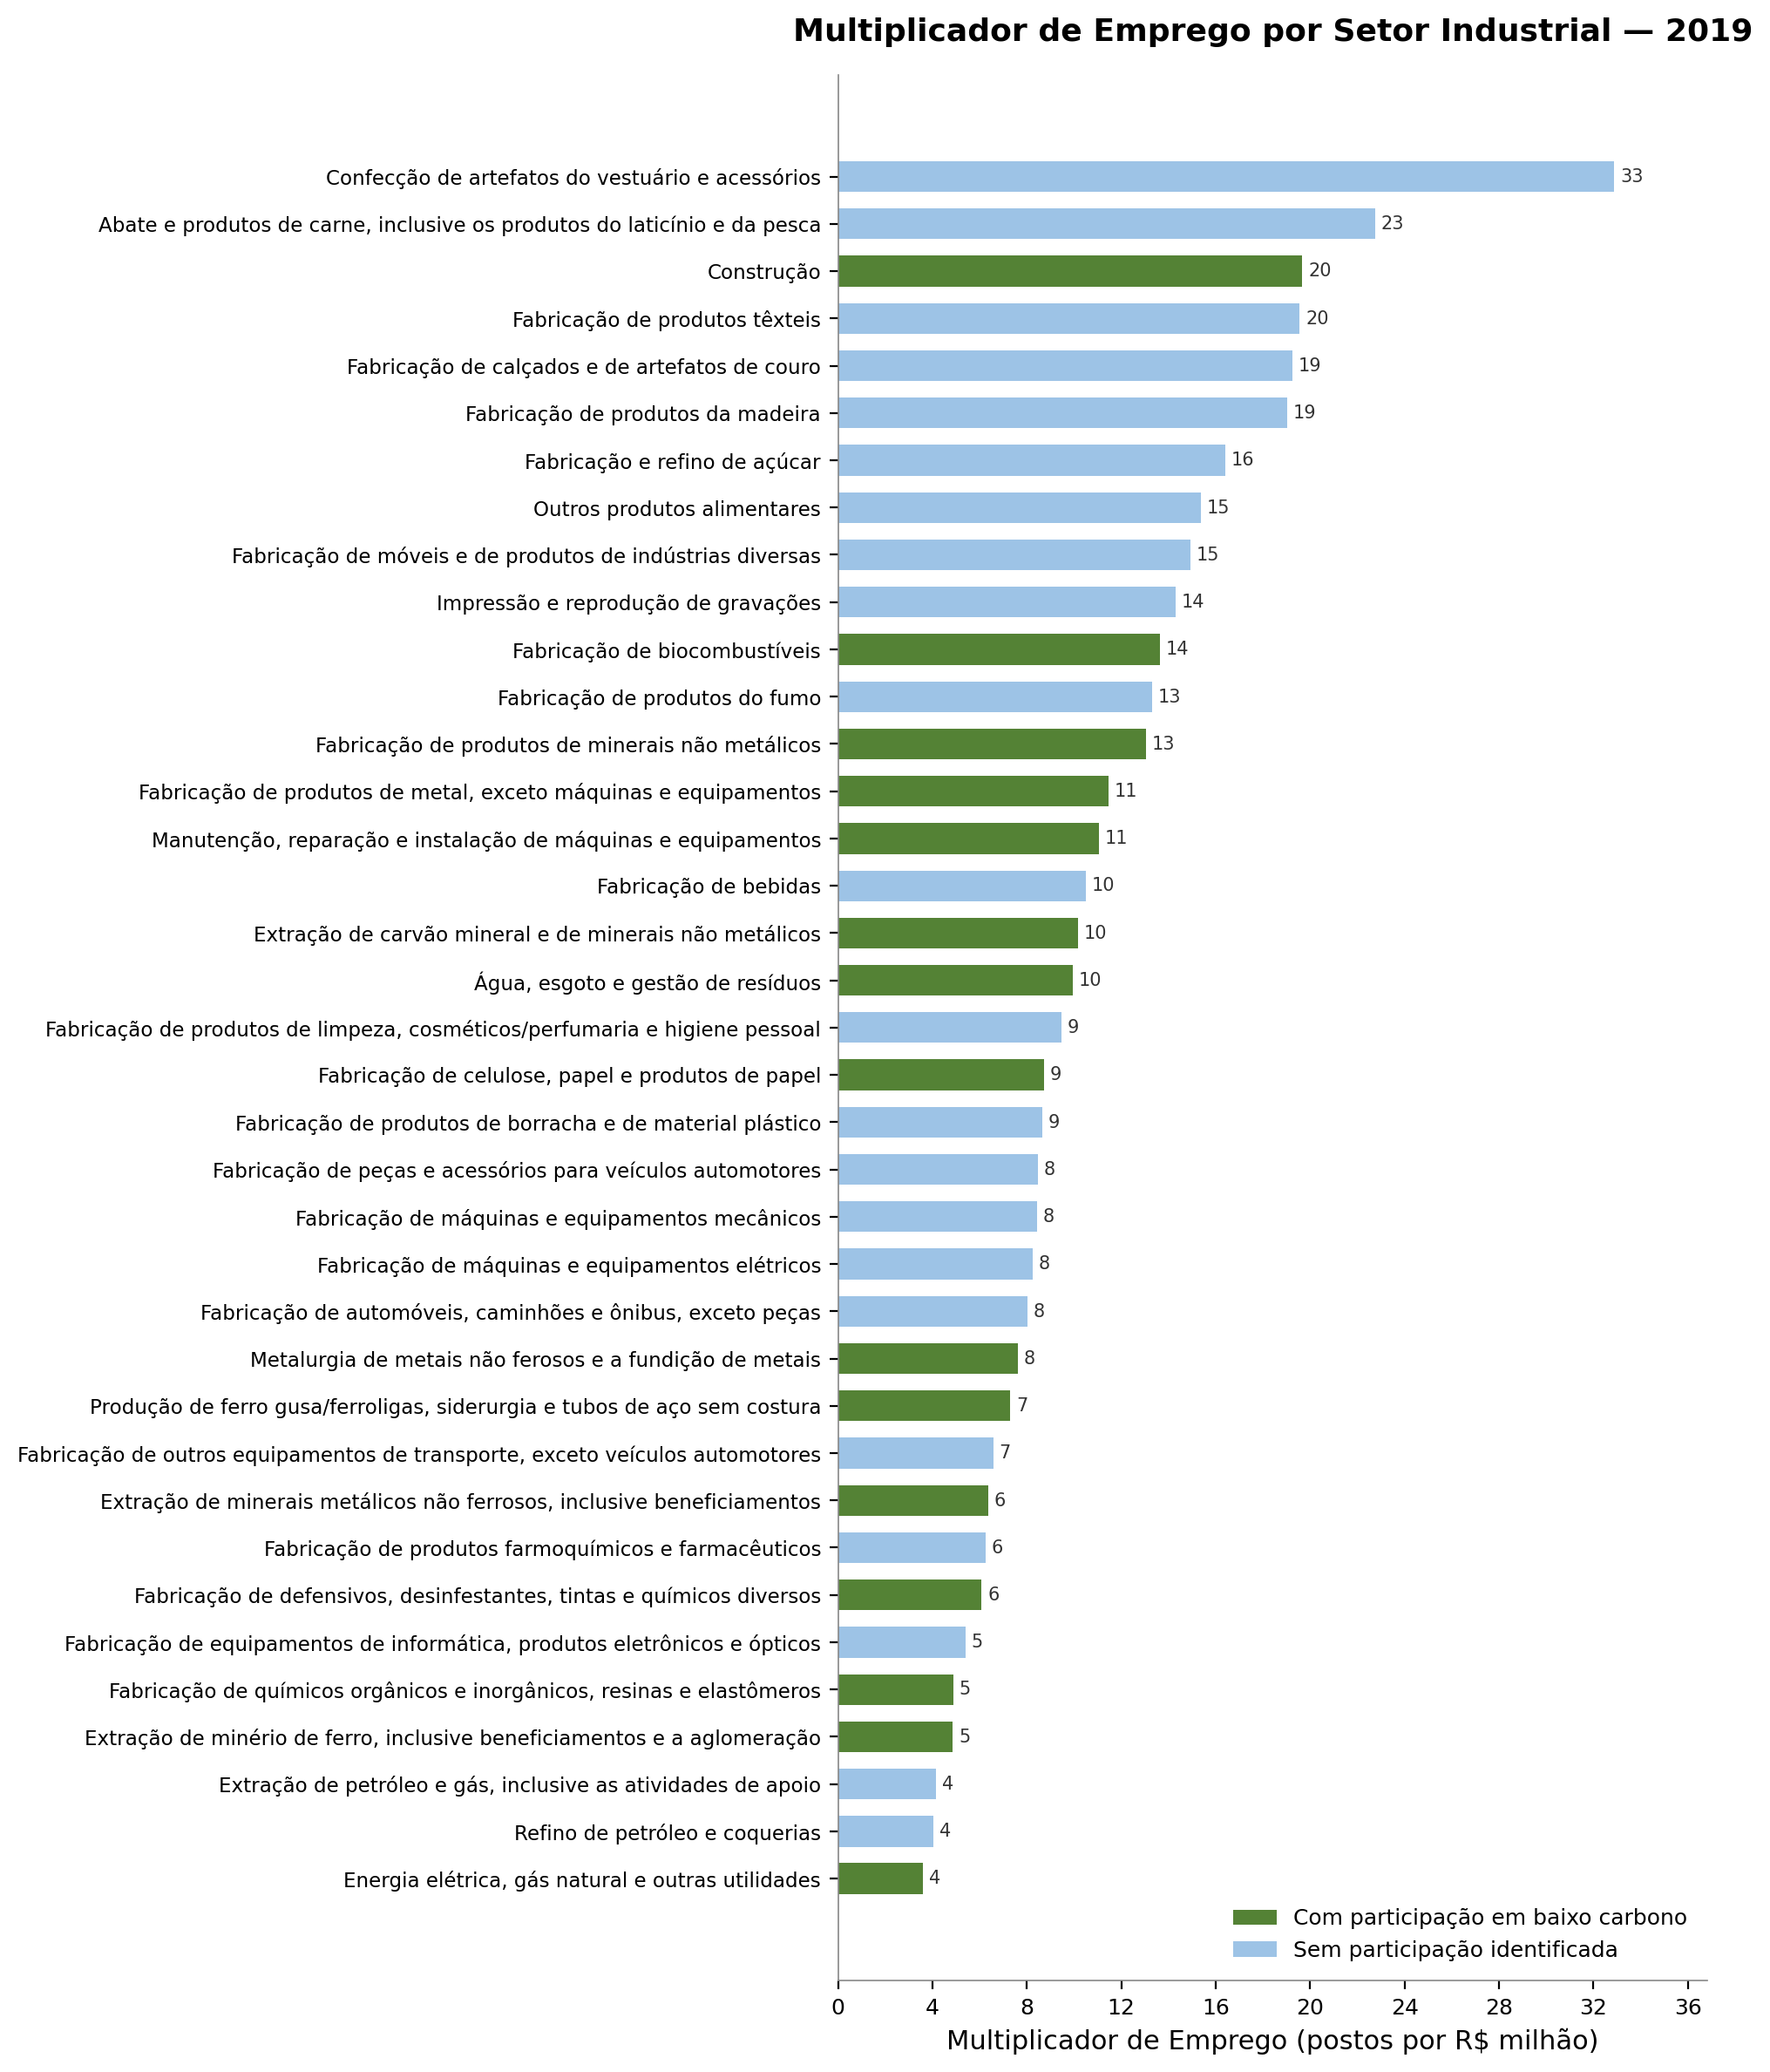 Multiplicador de Emprego por Setor Industrial — 2019
Confecção de artefatos do vestuário e acessórios 33
Abate e produtos de carne, inclusive os produtos do laticínio e da pesca 23
Construção 20
Fabricação de produtos têxteis 20
Fabricação de calçados e de artefatos de couro 19
Fabricação de produtos da madeira 19
Fabricação e refino de açúcar 16
Outros produtos alimentares 15
Fabricação de móveis e de produtos de indústrias diversas 15
Impressão e reprodução de gravações 14
Fabricação de biocombustíveis 14
Fabricação de produtos do fumo 13
Fabricação de produtos de minerais não metálicos 13
Fabricação de produtos de metal, exceto máquinas e equipamentos 11
Manutenção, reparação e instalação de máquinas e equipamentos 11
Fabricação de bebidas 10
Extração de carvão mineral e de minerais não metálicos 10
Água, esgoto e gestão de resíduos 10
Fabricação de produtos de limpeza, cosméticos/perfumaria e higiene pessoal 9
Fabricação de celulose, papel e produtos de papel 9
Fabricação de produtos de borracha e de material plástico 9
Fabricação de peças e acessórios para veículos automotores 8
Fabricação de máquinas e equipamentos mecânicos 8
Fabricação de máquinas e equipamentos elétricos 8
Fabricação de automóveis, caminhões e ônibus, exceto peças 8
Metalurgia de metais não ferosos e a fundição de metais 8
Produção de ferro gusa/ferroligas, siderurgia e tubos de aço sem costura 7
Fabricação de outros equipamentos de transporte, exceto veículos automotores 7
Extração de minerais metálicos não ferrosos, inclusive beneficiamentos 6
Fabricação de produtos farmoquímicos e farmacêuticos 6
Fabricação de defensivos, desinfestantes, tintas e químicos diversos 6
Fabricação de equipamentos de informática, produtos eletrônicos e ópticos 5
Fabricação de químicos orgânicos e inorgânicos, resinas e elastômeros 5
Extração de minério de ferro, inclusive beneficiamentos e a aglomeração 5
Extração de petróleo e gás, inclusive as atividades de apoio 4
Refino de petróleo e coquerias 4
Energia elétrica, gás natural e outras utilidades 4
Com participação em baixo carbono
Sem participação identificada
0 4 8 12 16 20 24 28 32 36
Multiplicador de Emprego (postos por R$ milhão)